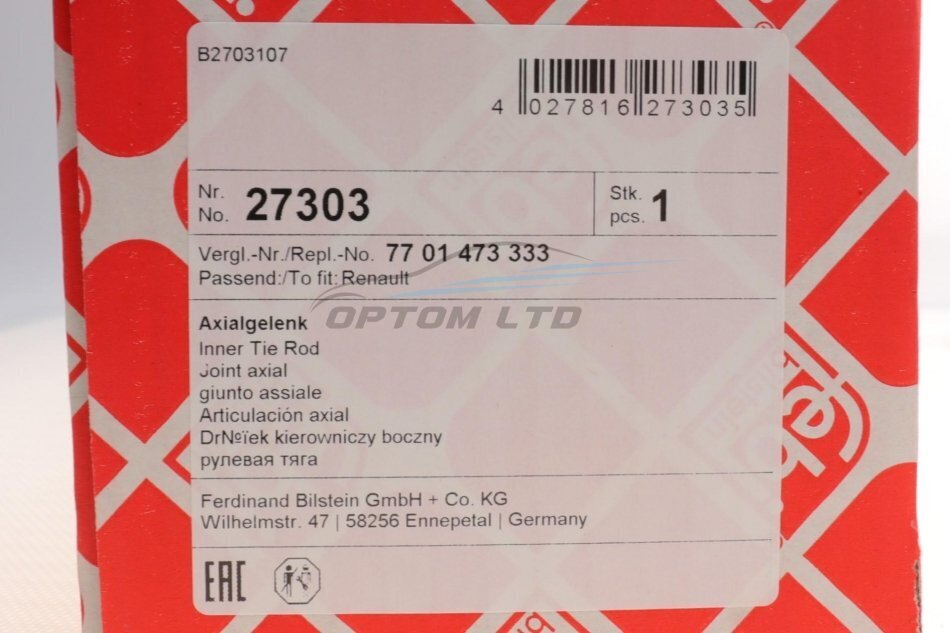 B2703107
4 027816 273035
Nr.
No. 27303
Stk.
pcs. 1
Vergl.-Nr./Repl.-No. 77 01 473 333
Passend:/To fit: Renault
OPTOM LTD
Axialgelenk
Inner Tie Rod
Joint axial
giunto assiale
Articulación axial
Dr№ïek kierowniczy boczny
рулевая тяга
Ferdinand Bilstein GmbH + Co. KG
Wilhelmstr. 47 | 58256 Ennepetal | Germany
EAC
febi